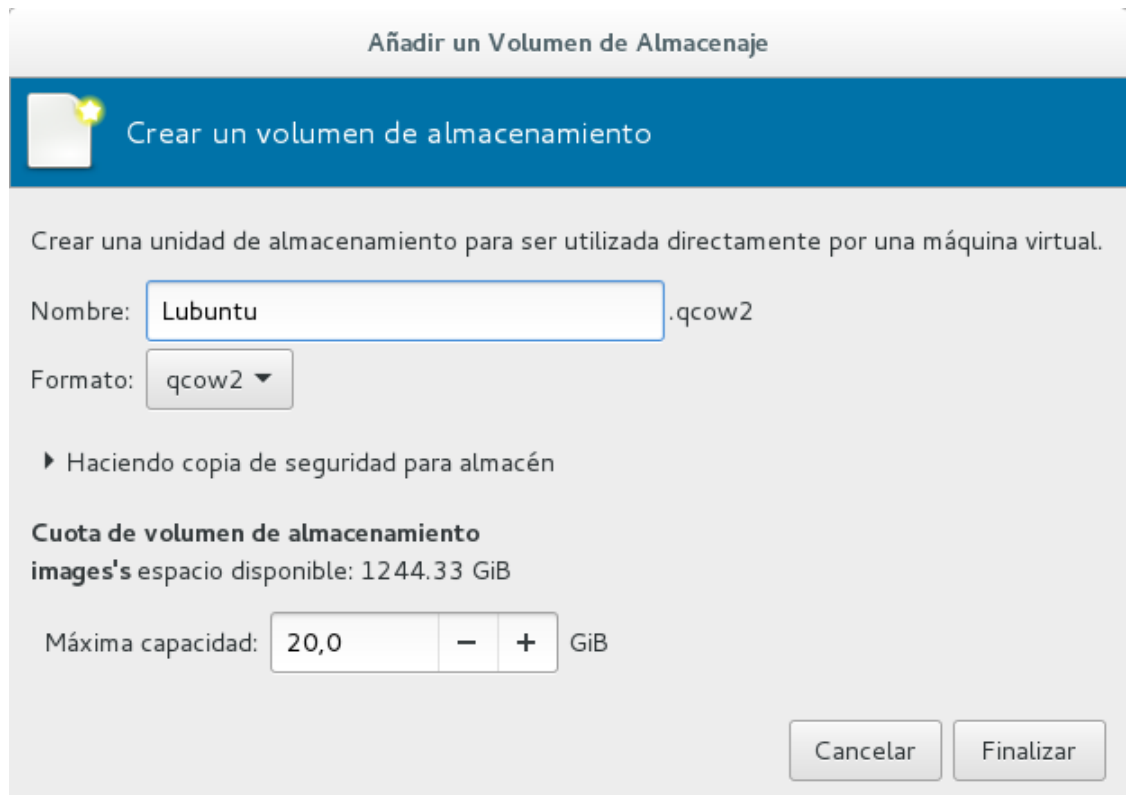 Añadir un Volumen de Almacenaje
Crear un volumen de almacenamiento
Crear una unidad de almacenamiento para ser utilizada directamente por una máquina virtual.
Nombre: Lubuntu .qcow2
Formato: qcow2
Haciendo copia de seguridad para almacén
Cuota de volumen de almacenamiento
images's espacio disponible: 1244.33 GiB
Máxima capacidad: 20,0 − + GiB
Cancelar Finalizar